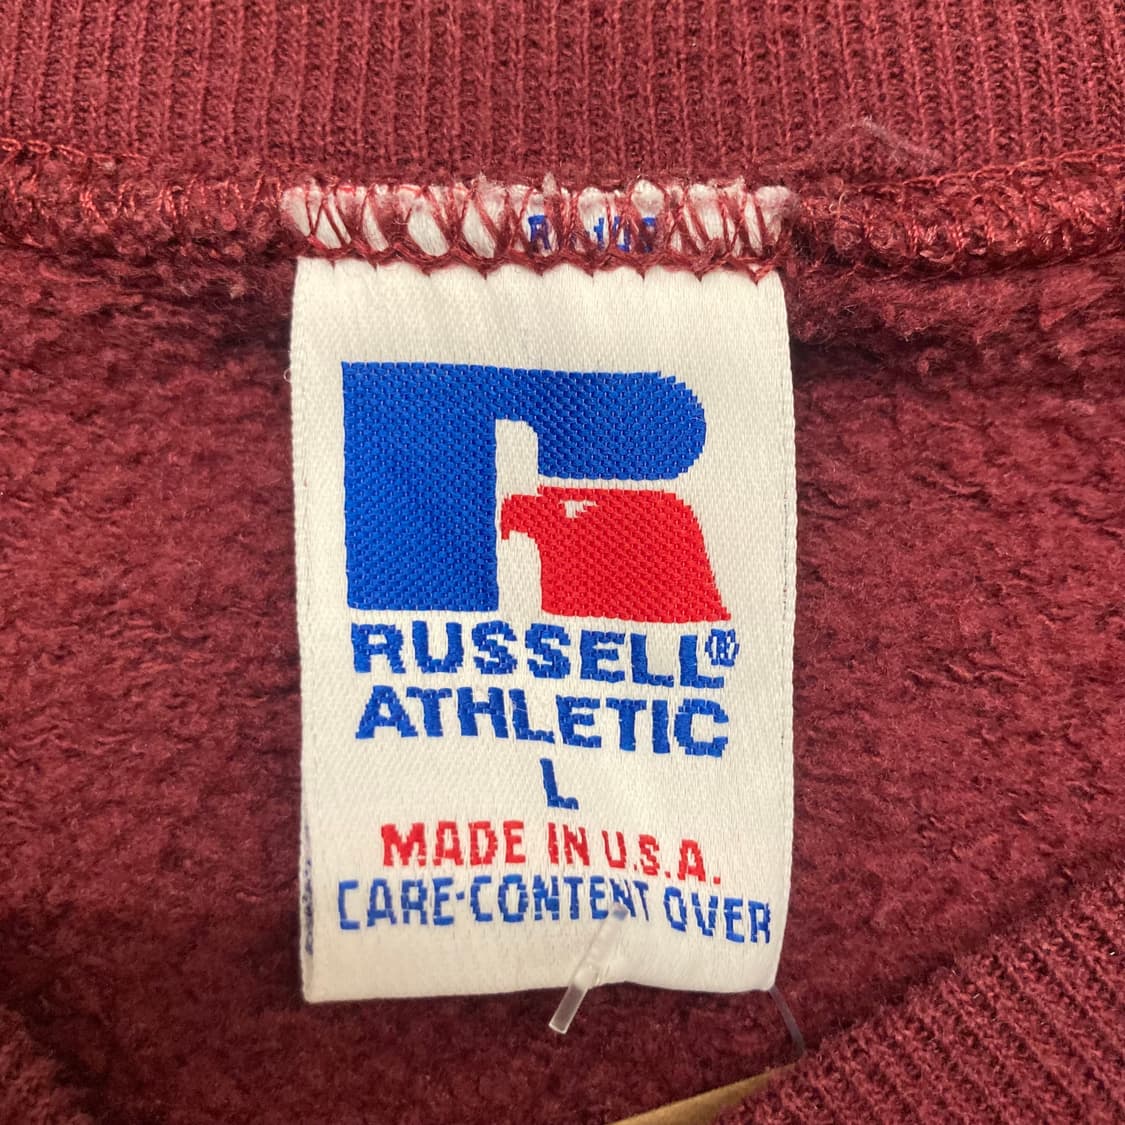 RUSSELL®
ATHLETIC
L
MADE IN U.S.A.
CARE-CONTENT OVER